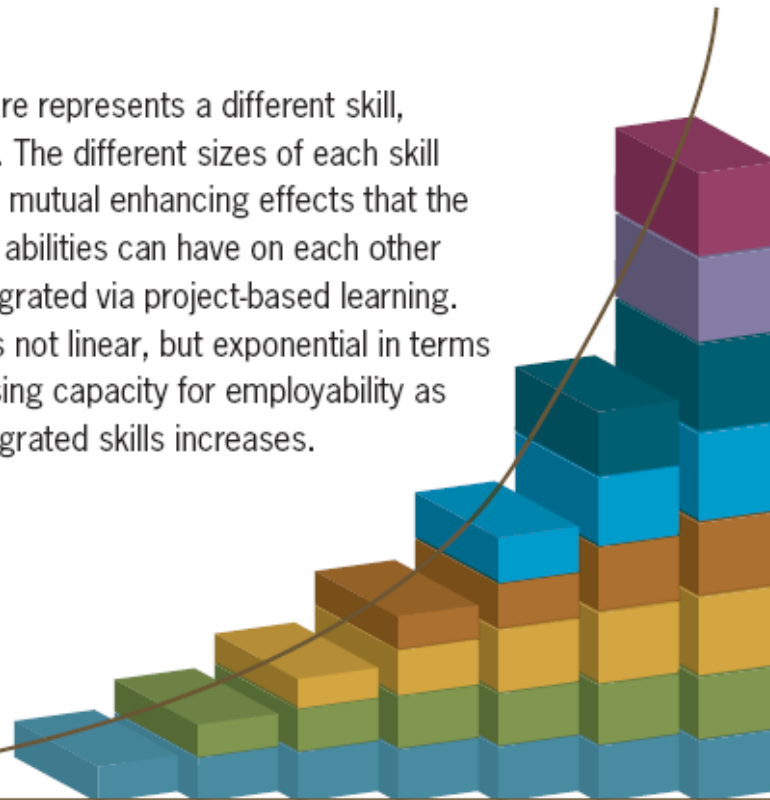 re represents a different skill,
. The different sizes of each skill
mutual enhancing effects that the
abilities can have on each other
grated via project-based learning.
s not linear, but exponential in terms
sing capacity for employability as
grated skills increases.